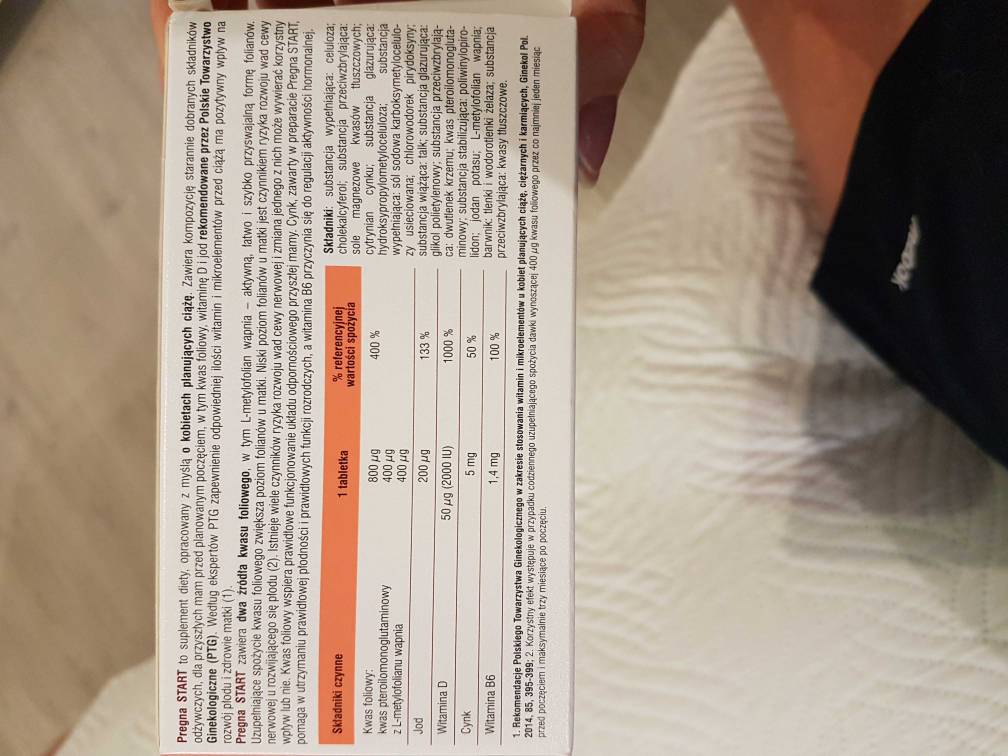 Pregna START to suplement diety, opracowany z myślą o kobietach planujących ciążę. Zawiera kompozycję starannie dobranych składników
odżywczych, dla przyszłych mam przed planowanym poczęciem, w tym kwas foliowy, witaminę D i jod rekomendowane przez Polskie Towarzystwo
Ginekologiczne (PTG). Według ekspertów PTG zapewnienie odpowiedniej ilości witamin i mikroelementów przed ciążą ma pozytywny wpływ na
rozwój płodu i zdrowie matki (1).
Pregna START zawiera dwa źródła kwasu foliowego, w tym L-metylofolian wapnia – aktywną, łatwo i szybko przyswajalną formę folianów.
Uzupełniające spożycie kwasu foliowego zwiększa poziom folianów u matki. Niski poziom folianów u matki jest czynnikiem ryzyka rozwoju wad cewy
nerwowej u rozwijającego się płodu (2). Istnieje wiele czynników ryzyka rozwoju wad cewy nerwowej i zmiana jednego z nich może wywierać korzystny
wpływ lub nie. Kwas foliowy wspiera prawidłowe funkcjonowanie układu odpornościowego przyszłej mamy. Cynk, zawarty w preparacie Pregna START,
pomaga w utrzymaniu prawidłowej płodności i prawidłowych funkcji rozrodczych, a witamina B6 przyczynia się do regulacji aktywności hormonalnej.
Składniki czynne 1 tabletka % referencyjnej
wartości spożycia
Kwas foliowy: 800 µg 400 %
kwas pteroilomonoglutaminowy 400 µg
z L-metylofolianu wapnia 400 µg
Jod 200 µg 133 %
Witamina D 50 µg (2000 IU) 1000 %
Cynk 5 mg 50 %
Witamina B6 1,4 mg 100 %
Składniki: substancja wypełniająca: celuloza;
cholekalcyferol; substancja przeciwzbrylająca:
sole magnezowe kwasów tłuszczowych;
cytrynian cynku; substancja glazurująca:
hydroksypropylometyloceluloza; substancja
wypełniająca: sól sodowa karboksymetylocelulo-
zy usieciowana; chlorowodorek pirydoksyny;
substancja wiążąca: talk; substancja glazurująca:
glikol polietylenowy; substancja przeciwzbrylają-
ca: dwutlenek krzemu; kwas pteroilomonogluta-
minowy; substancja stabilizująca: poliwinylopiro-
lidon; jodan potasu; L-metylofolian wapnia;
barwnik: tlenki i wodorotlenki żelaza; substancja
przeciwzbrylająca: kwasy tłuszczowe.
1. Rekomendacje Polskiego Towarzystwa Ginekologicznego w zakresie stosowania witamin i mikroelementów u kobiet planujących ciążę, ciężarnych i karmiących, Ginekol Pol.
2014, 85, 395-399; 2. Korzystny efekt występuje w przypadku codziennego uzupełniającego spożycia dawki wynoszącej 400 µg kwasu foliowego przez co najmniej jeden miesiąc
przed poczęciem i maksymalnie trzy miesiące po poczęciu.
Reebok